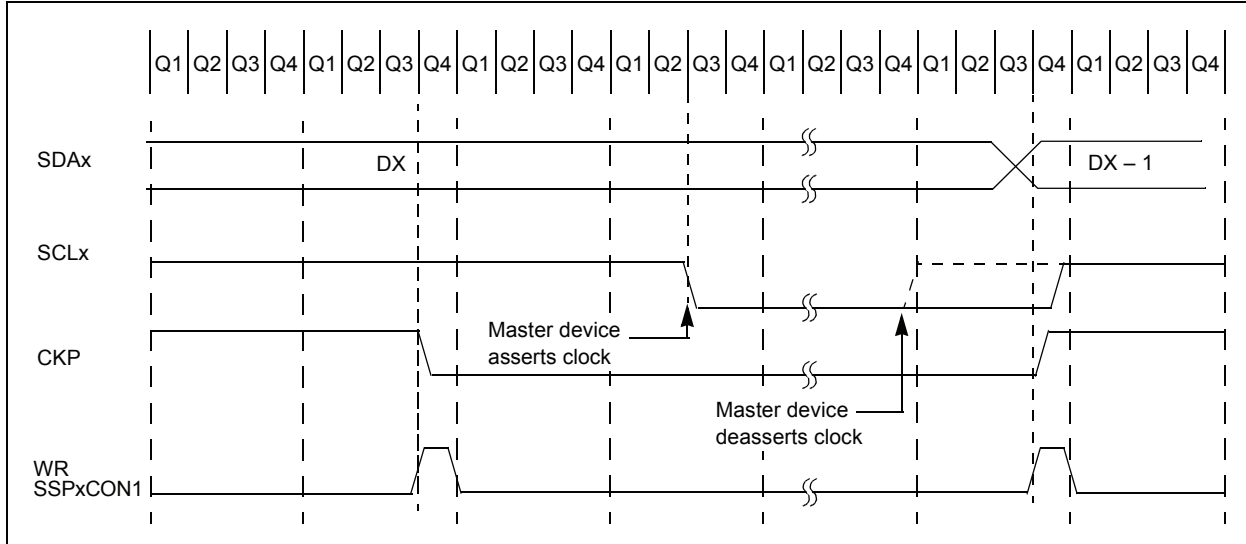 Q1 Q2 Q3 Q4 Q1 Q2 Q3 Q4 Q1 Q2 Q3 Q4 Q1 Q2 Q3 Q4 Q1 Q2 Q3 Q4 Q1 Q2 Q3 Q4 Q1 Q2 Q3 Q4
SDAx
DX
DX – 1
SCLx
Master device
asserts clock
CKP
Master device
deasserts clock
WR
SSPxCON1